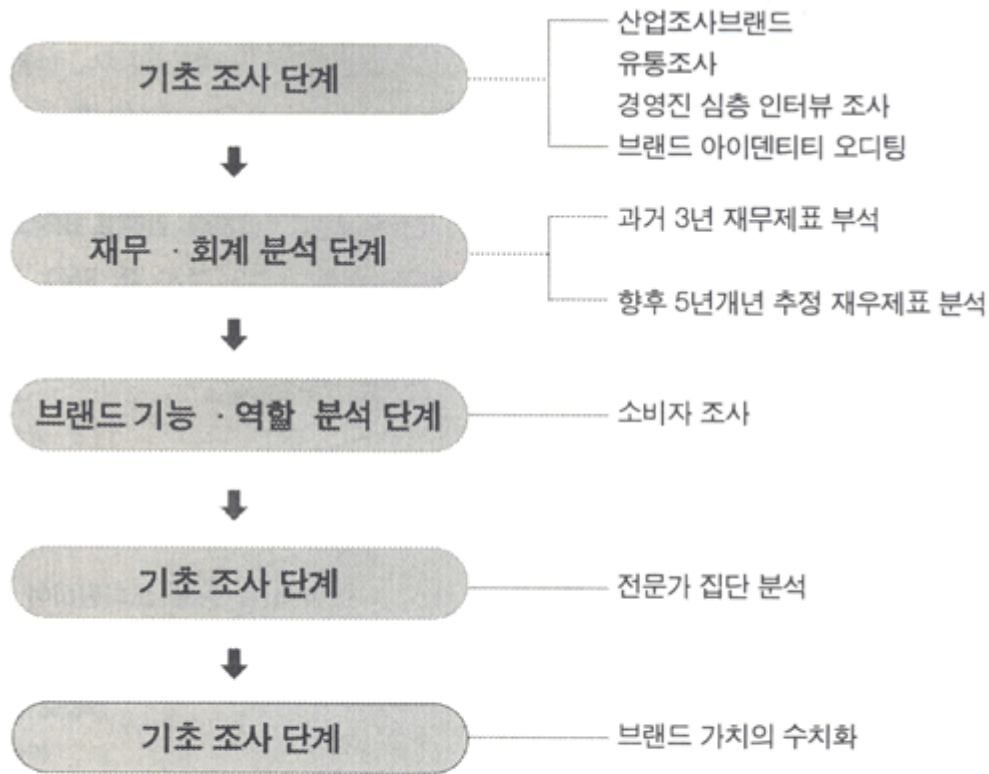 기초 조사 단계
산업조사브랜드
유통조사
경영진 심층 인터뷰 조사
브랜드 아이덴티티 오디팅
재무 · 회계 분석 단계
과거 3년 재무제표 부석
향후 5년개년 추정 재우제표 분석
브랜드 기능 · 역할 분석 단계
소비자 조사
기초 조사 단계
전문가 집단 분석
기초 조사 단계
브랜드 가치의 수치화